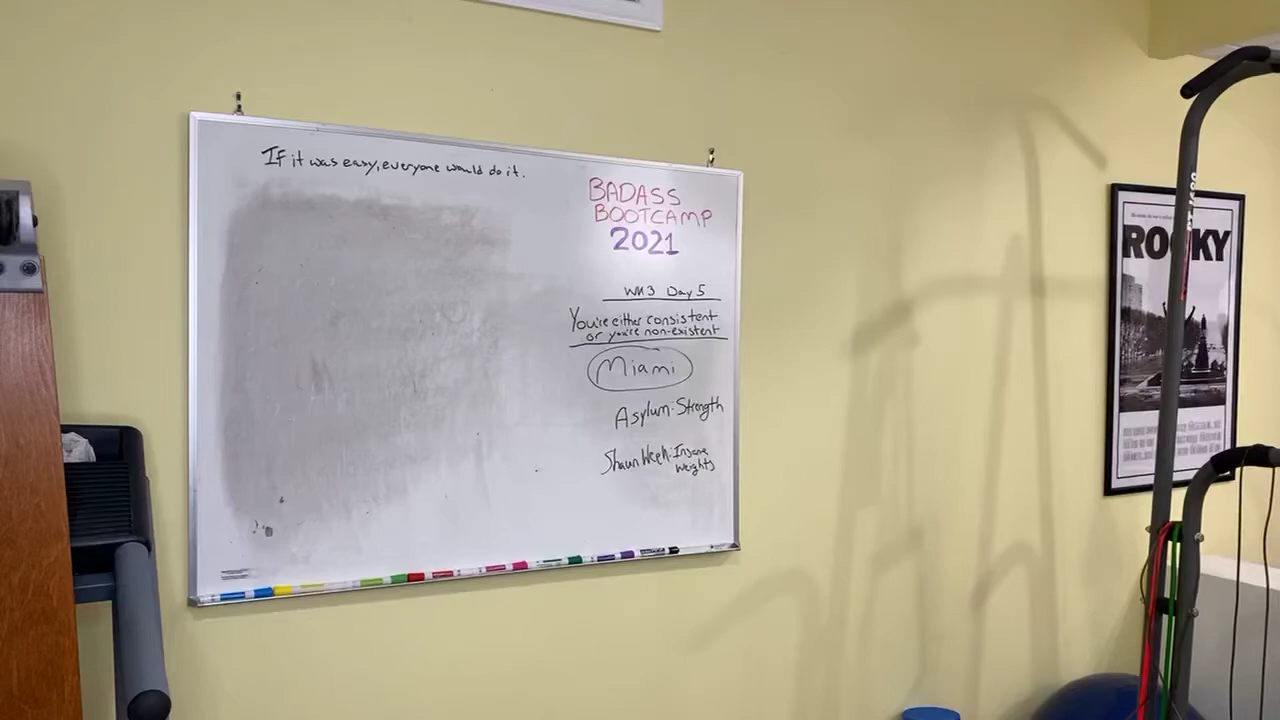 If it was easy, everyone would do it.
BADASS
BOOTCAMP
2021
WK3 Day 5
You're either consistent
or you're non-existent
Miami
Asylum: Strength
Shaun Week: Insane
Weights
ROCKY